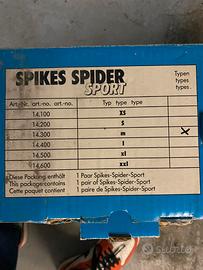 SPIKES SPIDER
SPORT
Typen
types
types
Art.-Nr. art.-no. art.-no. Typ type type
14.100 xs
14.200 s
14.300 m x
14.400 l
14.500 xl
14.600 xxl
Diese Packung enthält 1 Paar Spikes-Spider-Sport
This package contains 1 pair of Spikes-Spider-Sport
Cette paquet contient 1 paire de Spikes-Spider-Sport
subito